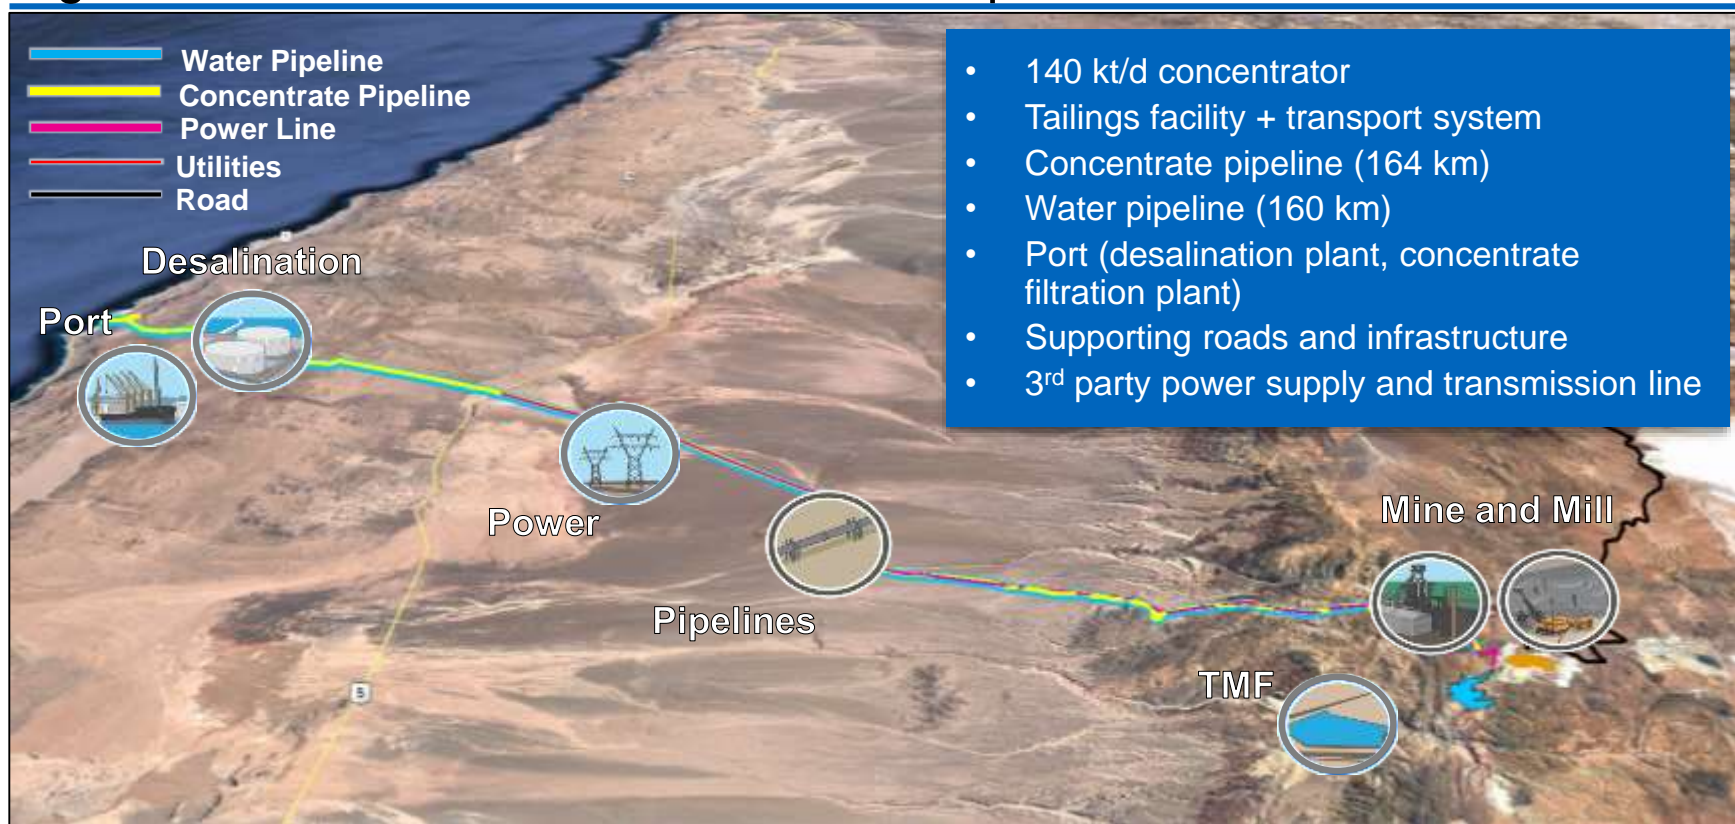 Water Pipeline
Concentrate Pipeline
Power Line
Utilities
Road
• 140 kt/d concentrator
• Tailings facility + transport system
• Concentrate pipeline (164 km)
• Water pipeline (160 km)
• Port (desalination plant, concentrate
filtration plant)
• Supporting roads and infrastructure
• 3rd party power supply and transmission line
Desalination
Port
Power
Mine and Mill
Pipelines
TMF
5